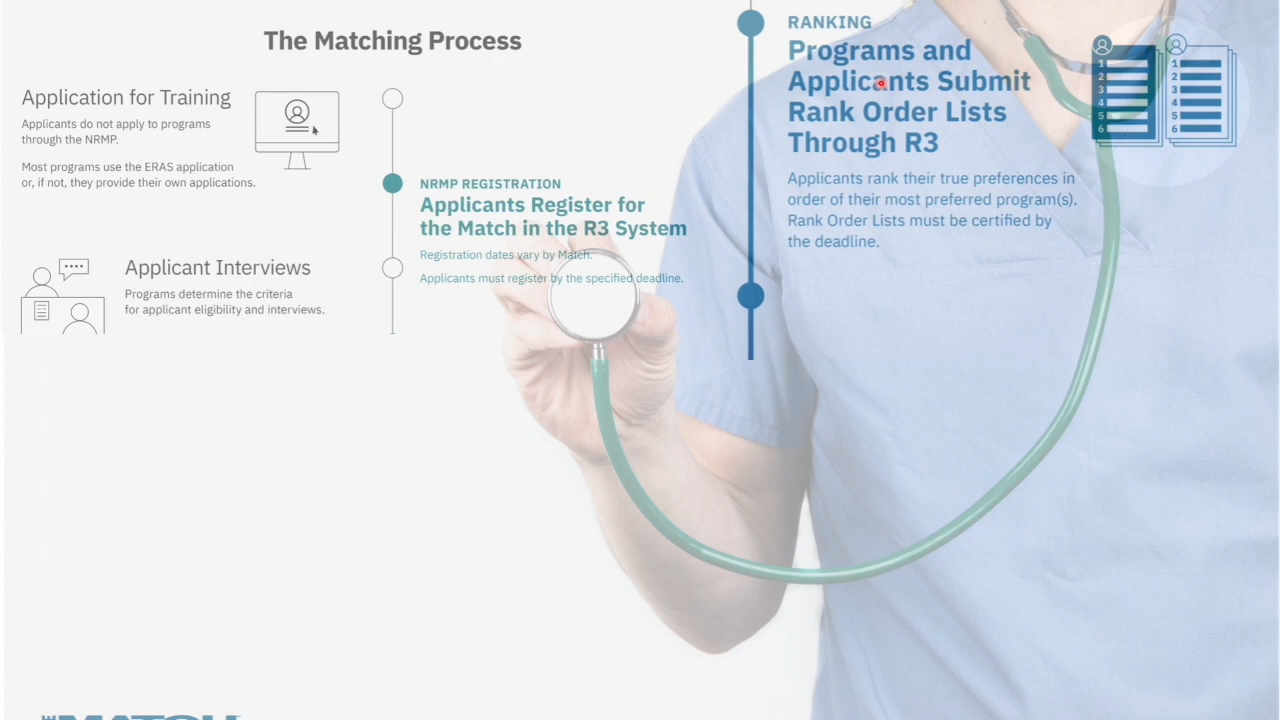 The Matching Process
Application for Training
Applicants do not apply to programs
through the NRMP.
Most programs use the ERAS application
or, if not, they provide their own applications.
NRMP REGISTRATION
Applicants Register for
the Match in the R3 System
Registration dates vary by Match.
Applicants must register by the specified deadline.
Applicant Interviews
Programs determine the criteria
for applicant eligibility and interviews.
RANKING
Programs and
Applicants Submit
Rank Order Lists
Through R3
Applicants rank their true preferences in
order of their most preferred program(s).
Rank Order Lists must be certified by
the deadline.
1 1
2 2
3 3
4 4
5 5
6 6
MATCH